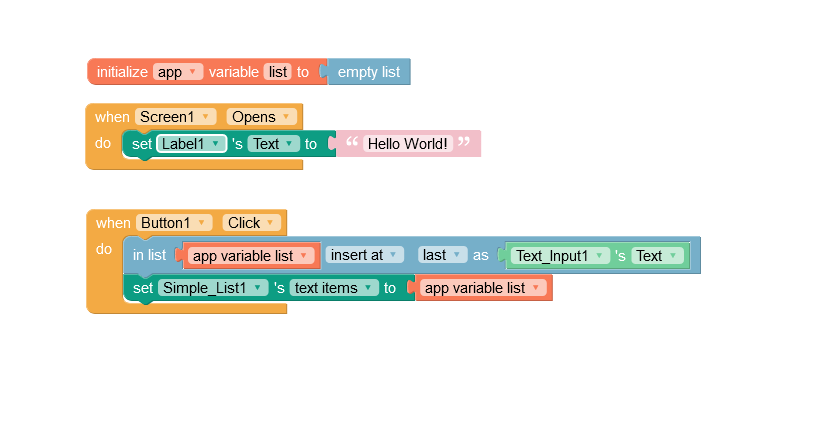 initialize app variable list to empty list
when Screen1 Opens
do set Label1 's Text to “ Hello World! ”
when Button1 Click
do in list app variable list insert at last as Text_Input1 's Text
set Simple_List1 's text items to app variable list